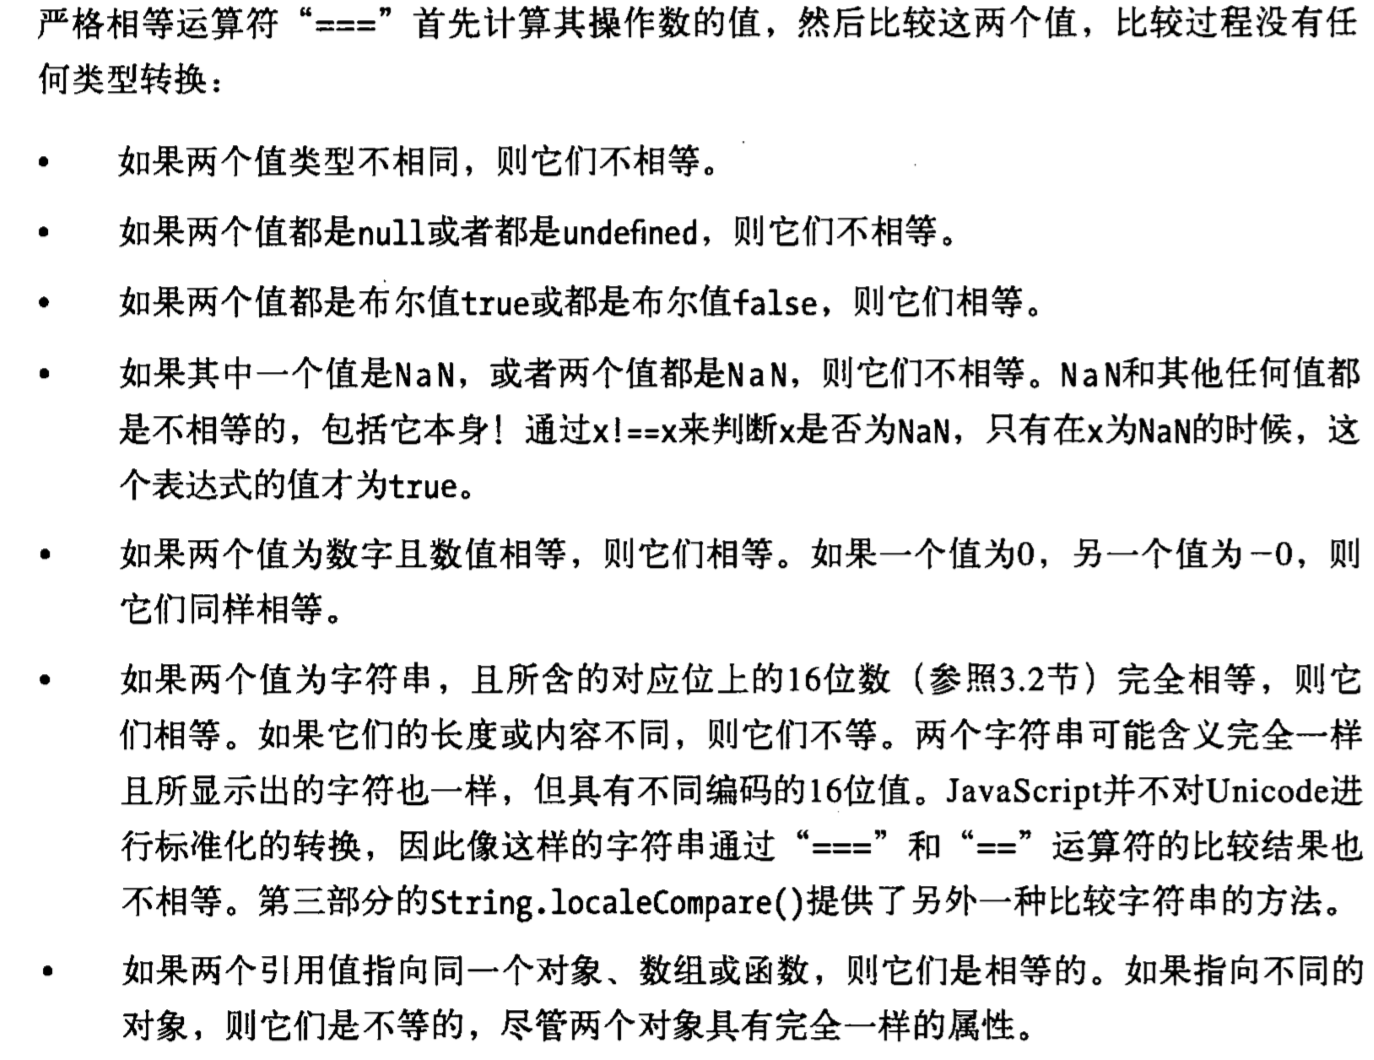 严格相等运算符“===”首先计算其操作数的值，然后比较这两个值，比较过程没有任
何类型转换：
• 如果两个值类型不相同，则它们不相等。
• 如果两个值都是null或者都是undefined，则它们不相等。
• 如果两个值都是布尔值true或都是布尔值false，则它们相等。
• 如果其中一个值是NaN，或者两个值都是NaN，则它们不相等。NaN和其他任何值都
是不相等的，包括它本身！通过x!==x来判断x是否为NaN，只有在x为NaN的时候，这
个表达式的值才为true。
• 如果两个值为数字且数值相等，则它们相等。如果一个值为0，另一个值为-0，则
它们同样相等。
• 如果两个值为字符串，且所含的对应位上的16位数（参照3.2节）完全相等，则它
们相等。如果它们的长度或内容不同，则它们不等。两个字符串可能含义完全一样
且所显示出的字符也一样，但具有不同编码的16位值。JavaScript并不对Unicode进
行标准化的转换，因此像这样的字符串通过“===”和“==”运算符的比较结果也
不相等。第三部分的String.localeCompare()提供了另外一种比较字符串的方法。
• 如果两个引用值指向同一个对象、数组或函数，则它们是相等的。如果指向不同的
对象，则它们是不等的，尽管两个对象具有完全一样的属性。